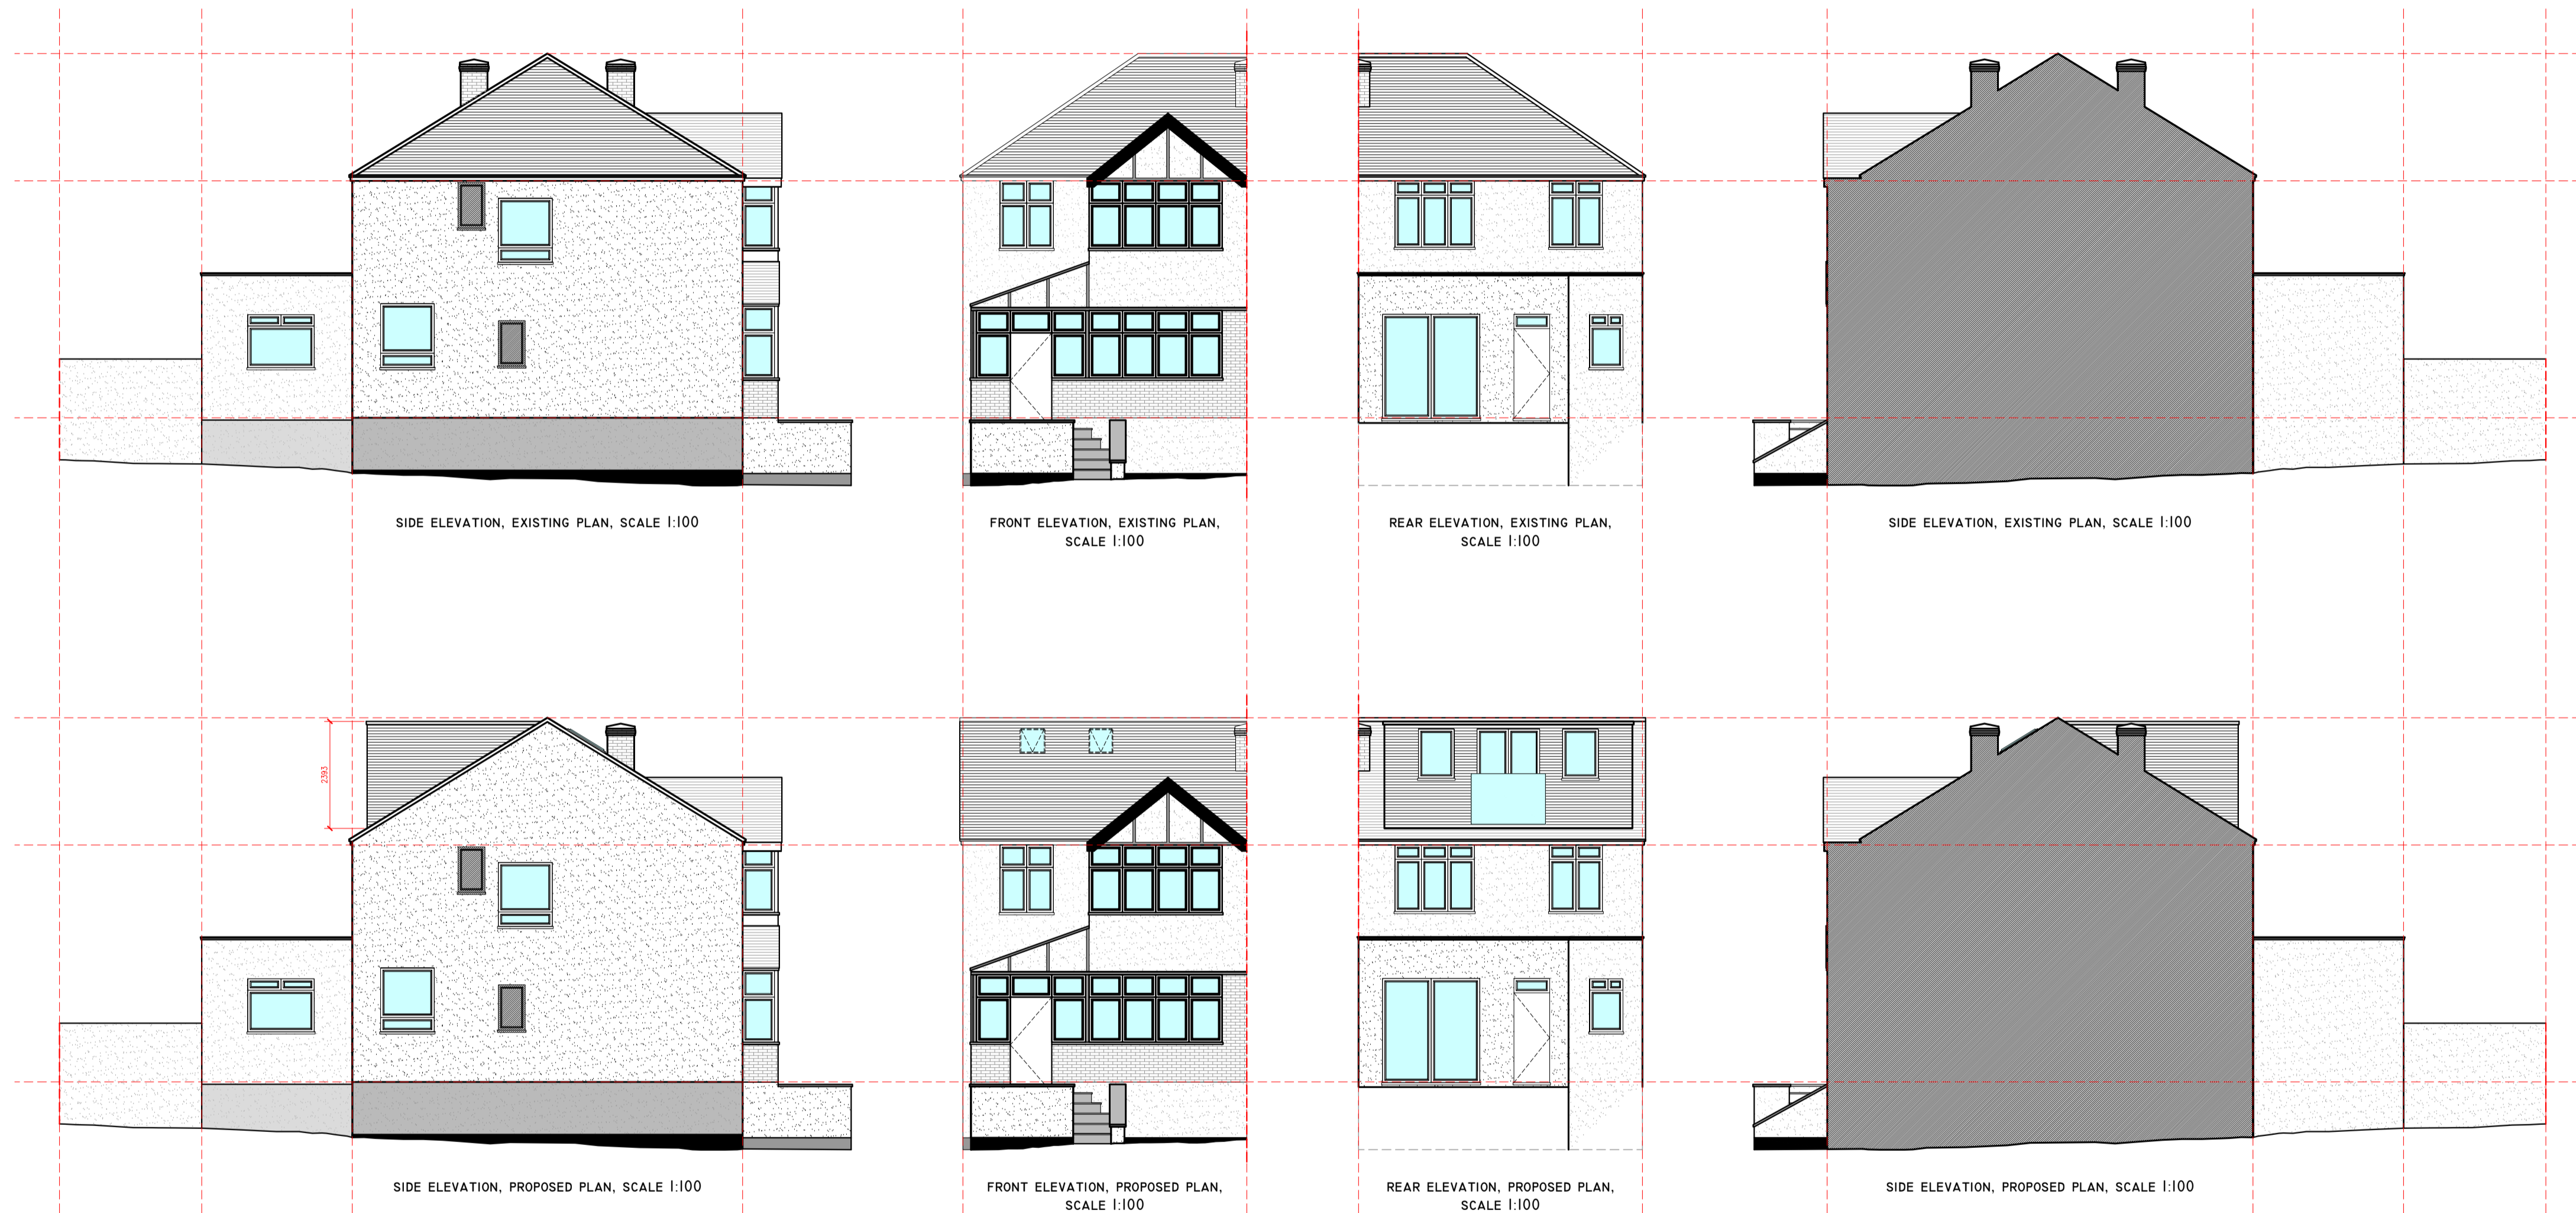 SIDE ELEVATION, EXISTING PLAN, SCALE 1:100
FRONT ELEVATION, EXISTING PLAN,
SCALE 1:100
REAR ELEVATION, EXISTING PLAN,
SCALE 1:100
SIDE ELEVATION, EXISTING PLAN, SCALE 1:100
2393
SIDE ELEVATION, PROPOSED PLAN, SCALE 1:100
FRONT ELEVATION, PROPOSED PLAN,
SCALE 1:100
REAR ELEVATION, PROPOSED PLAN,
SCALE 1:100
SIDE ELEVATION, PROPOSED PLAN, SCALE 1:100